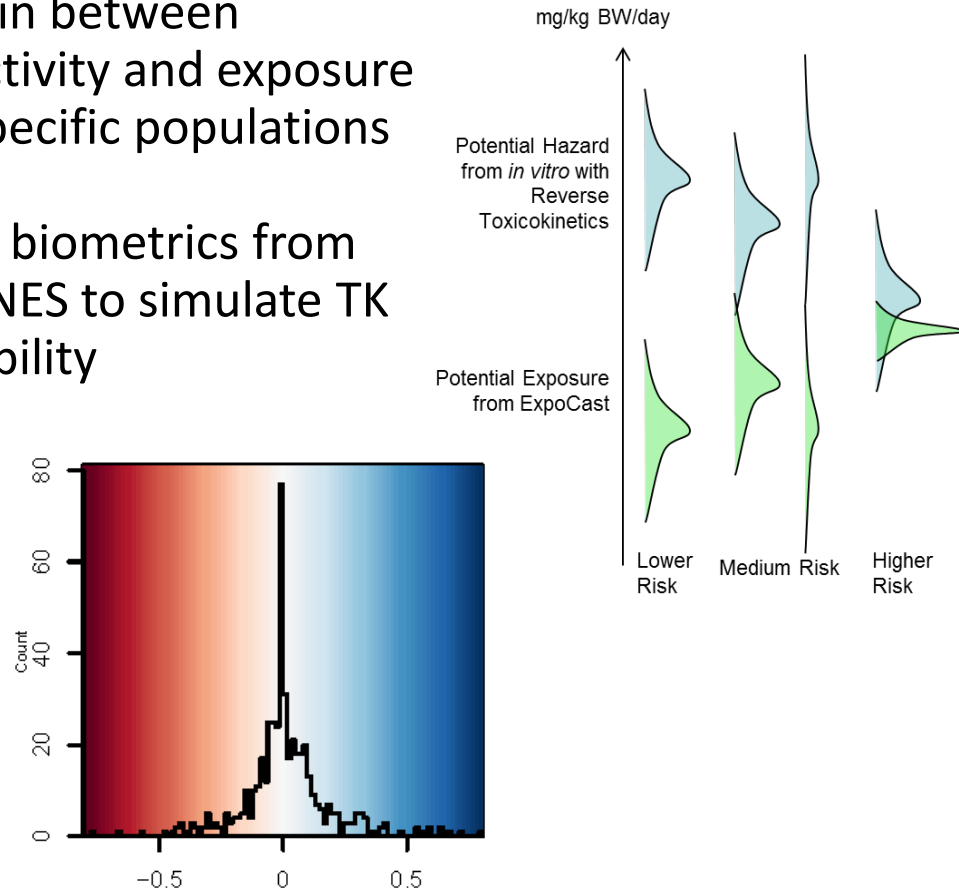 in between
ctivity and exposure
pecific populations
biometrics from
NES to simulate TK
bility
mg/kg BW/day
Potential Hazard
from in vitro with
Reverse
Toxicokinetics
Potential Exposure
from ExpoCast
Lower
Risk
Medium Risk
Higher
Risk
80
60
40
20
0
Count
−0.5
0
0.5